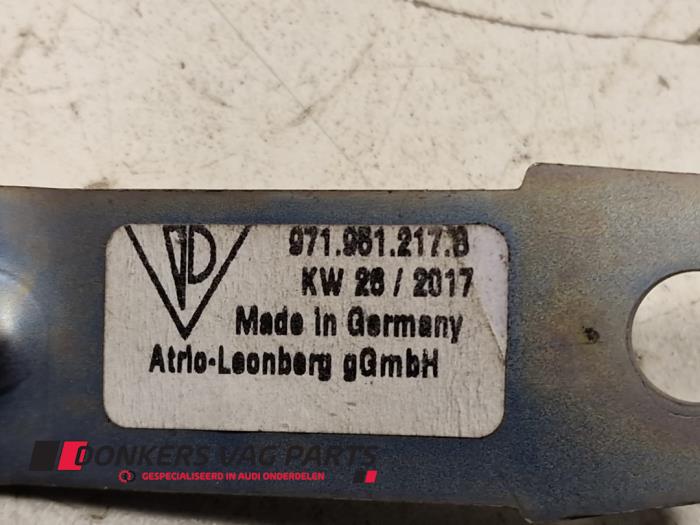 971.951.217.B
KW 26 / 2017
Made in Germany
Atrio-Leonberg gGmbH
DONKERS VAG PARTS
GESPECIALISEERD IN AUDI ONDERDELEN